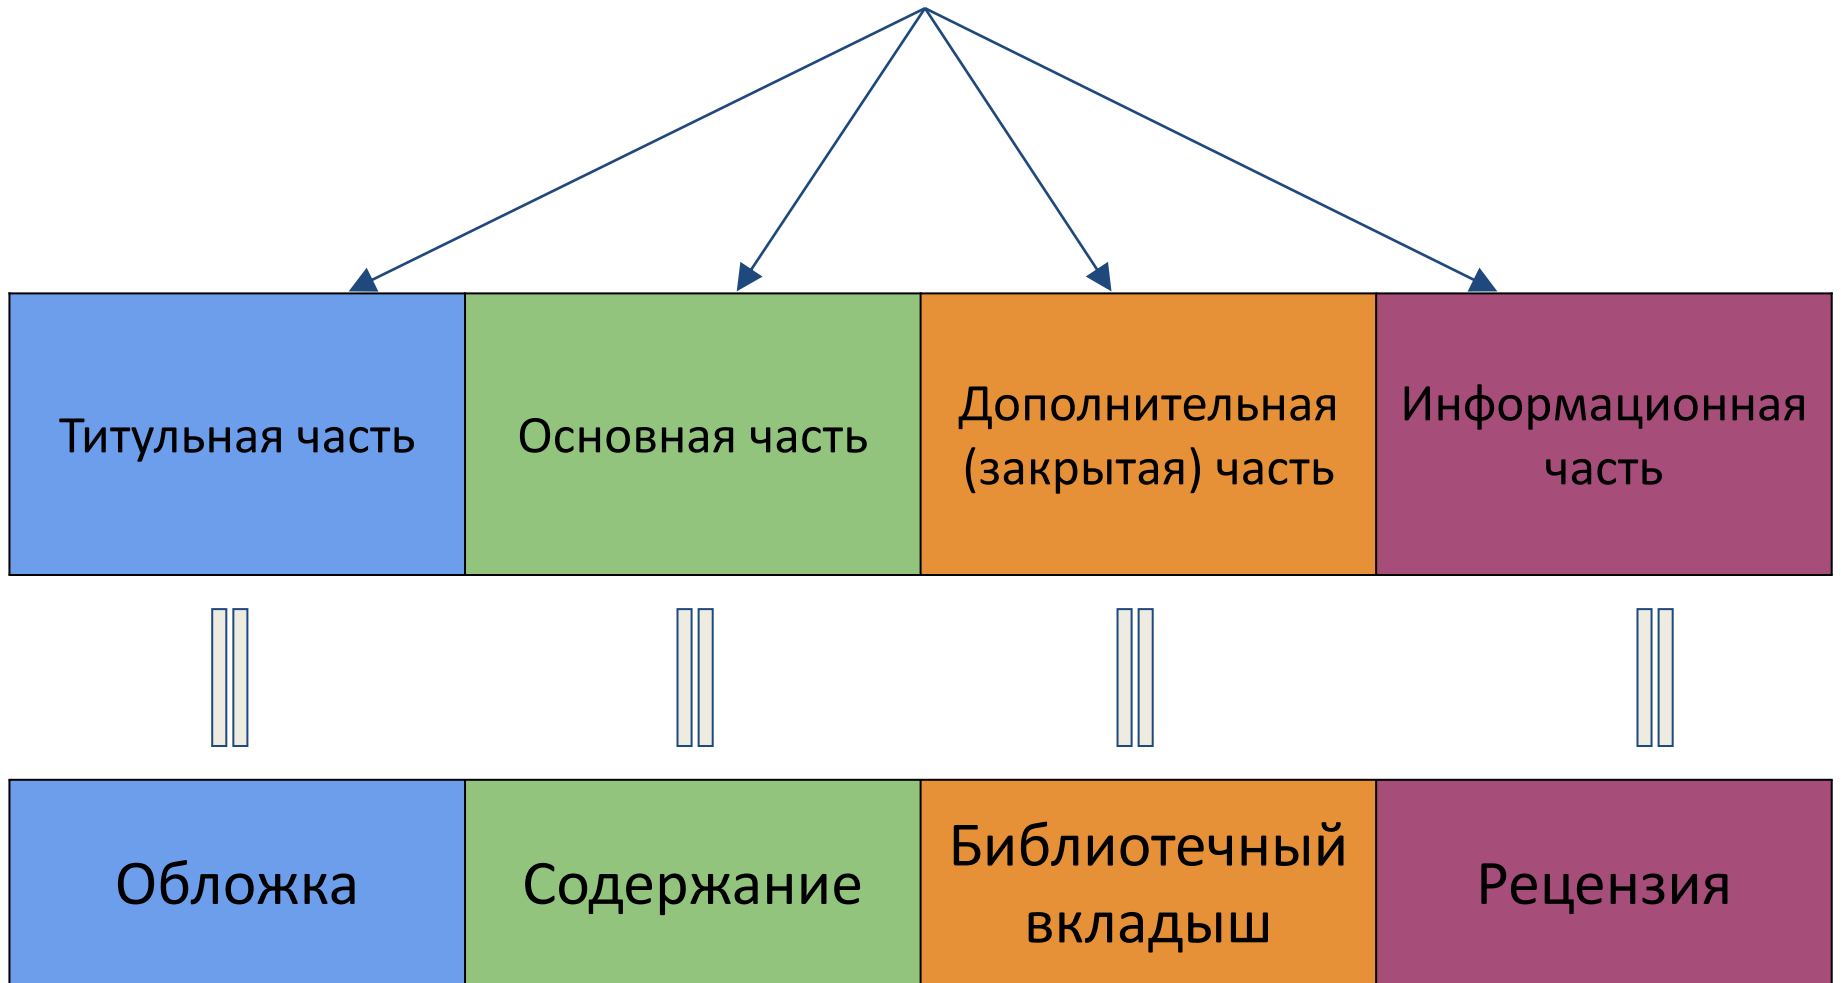 Титульная часть
Основная часть
Дополнительная
(закрытая) часть
Информационная
часть
Обложка
Содержание
Библиотечный
вкладыш
Рецензия